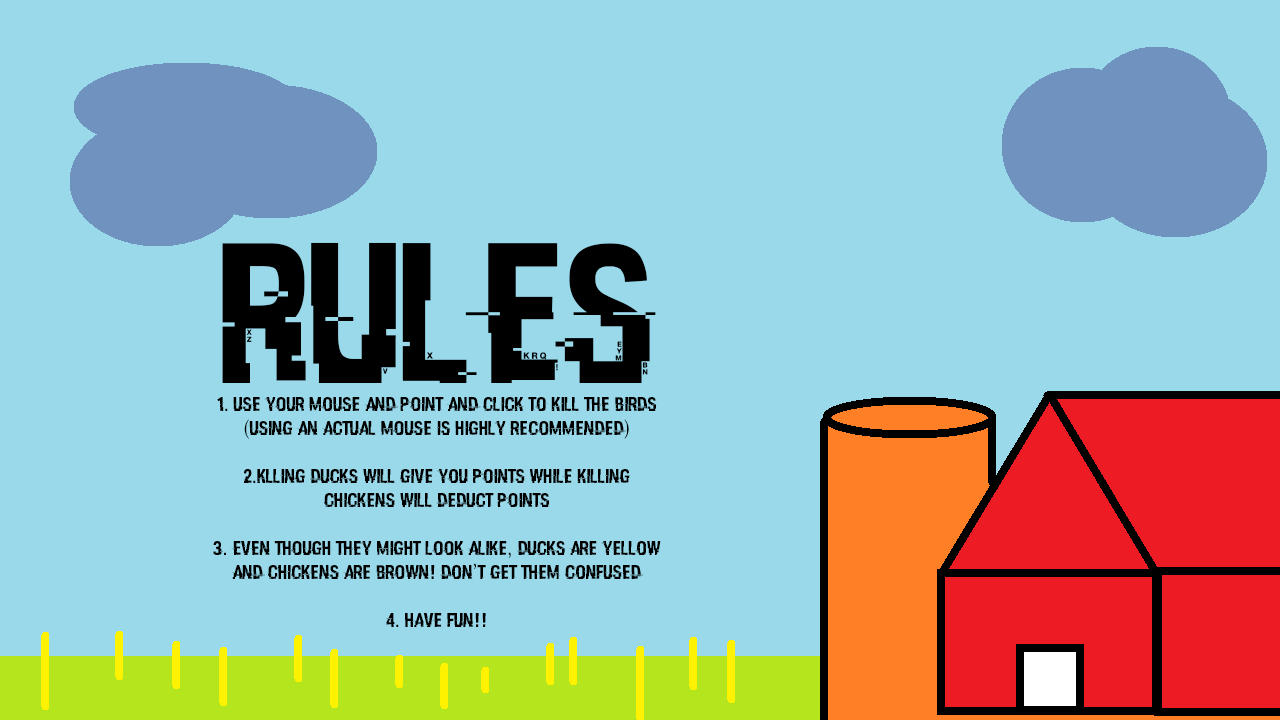 RULES
1. USE YOUR MOUSE AND POINT AND CLICK TO KILL THE BIRDS
(USING AN ACTUAL MOUSE IS HIGHLY RECOMMENDED)
2.KLLING DUCKS WILL GIVE YOU POINTS WHILE KILLING
CHICKENS WILL DEDUCT POINTS
3. EVEN THOUGH THEY MIGHT LOOK ALIKE, DUCKS ARE YELLOW
AND CHICKENS ARE BROWN! DON'T GET THEM CONFUSED
4. HAVE FUN!!